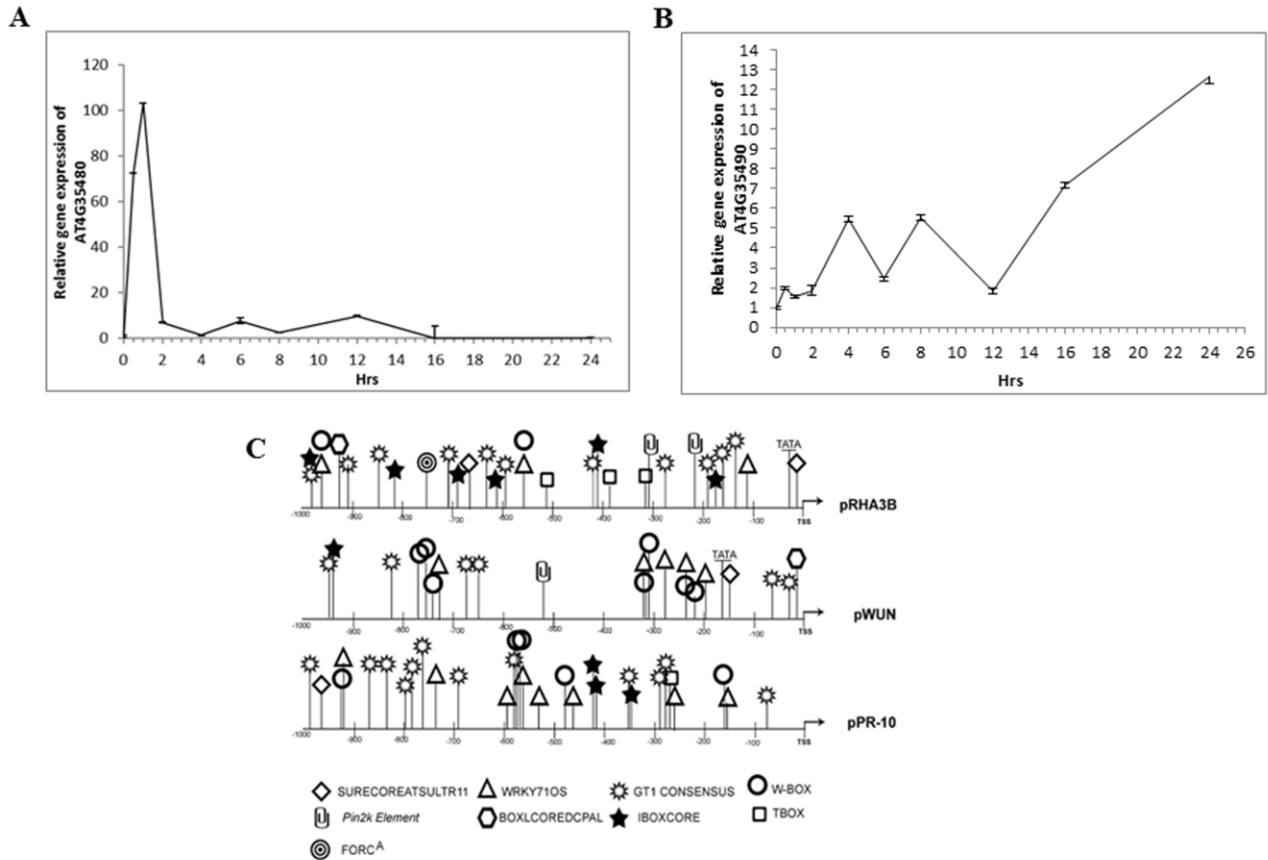 A
B
120
100
80
60
40
20
0
Relative gene expression of
AT4G35480
0 2 4 6 8 10 12 14 16 18 20 22 24
Hrs
14
13
12
11
10
9
8
7
6
5
4
3
2
1
0
Relative gene expression of
AT4G35490
0 2 4 6 8 10 12 14 16 18 20 22 24 26
Hrs
C
TATA
-1000 -900 -800 -700 -600 -500 -400 -300 -200 -100 TSS
pRHA3B
TATA
-1000 -900 -800 -700 -600 -500 -400 -300 -200 -100 TSS
pWUN
-1000 -900 -800 -700 -600 -500 -400 -300 -200 -100 TSS
pPR-10
SURECOREATSULTR11 WRKY71OS GT1 CONSENSUS W-BOX
Pin2k Element BOXLCOREDCPAL IBOXCORE TBOX
FORCA